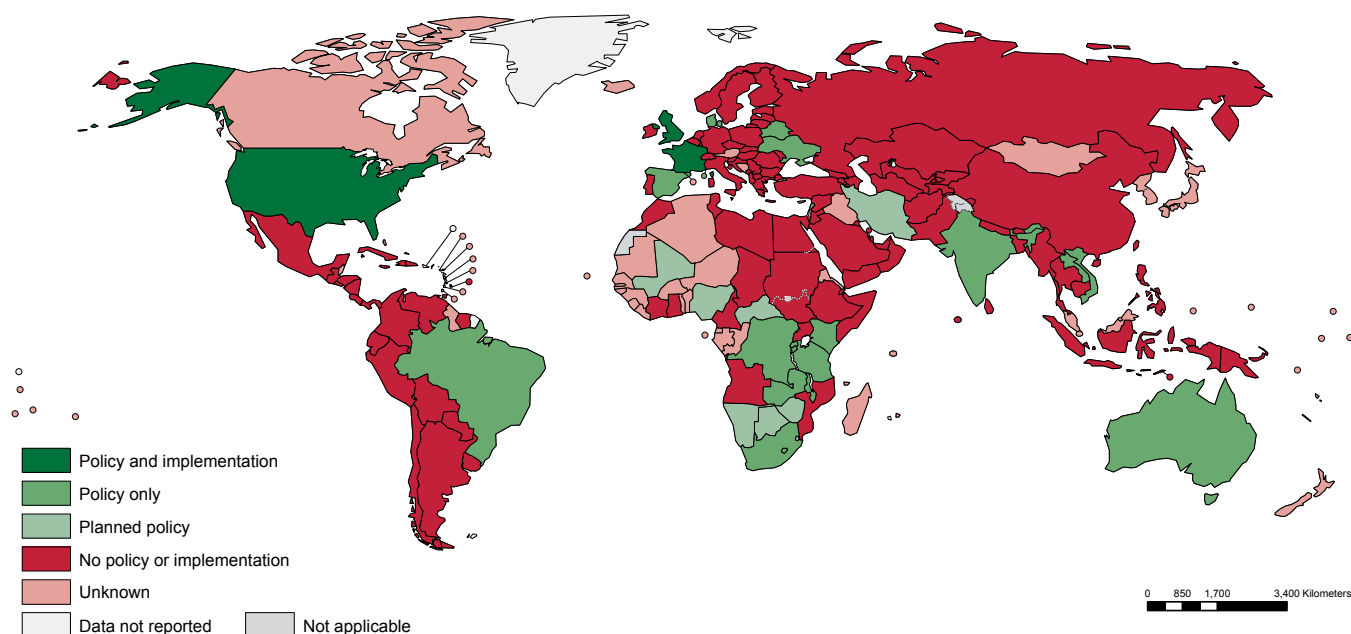 Policy and implementation
Policy only
Planned policy
No policy or implementation
Unknown
Data not reported Not applicable
0 850 1,700 3,400 Kilometers